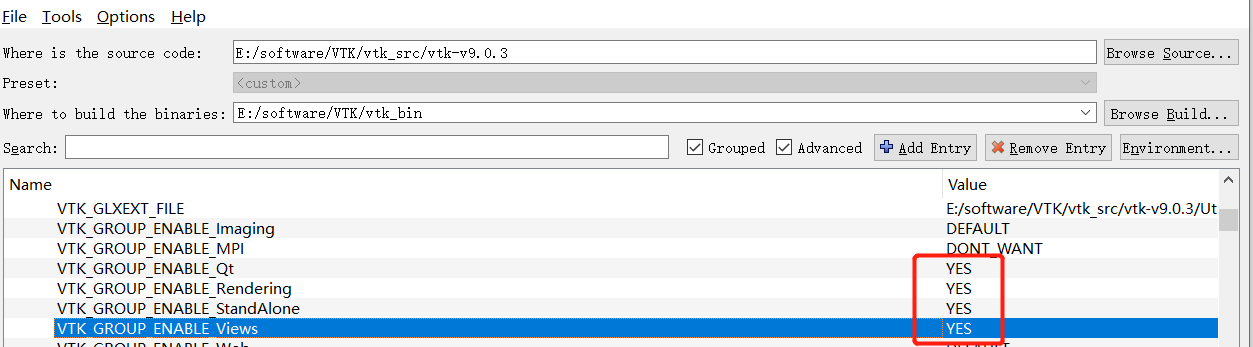 File Tools Options Help
Where is the source code: E:/software/VTK/vtk_src/vtk-v9.0.3 Browse Source...
Preset: <custom>
Where to build the binaries: E:/software/VTK/vtk_bin Browse Build...
Search: Grouped Advanced Add Entry Remove Entry Environment...
Name Value
VTK_GLXEXT_FILE E:/software/VTK/vtk_src/vtk-v9.0.3/Ut
VTK_GROUP_ENABLE_Imaging DEFAULT
VTK_GROUP_ENABLE_MPI DONT_WANT
VTK_GROUP_ENABLE_Qt YES
VTK_GROUP_ENABLE_Rendering YES
VTK_GROUP_ENABLE_StandAlone YES
VTK_GROUP_ENABLE_Views YES